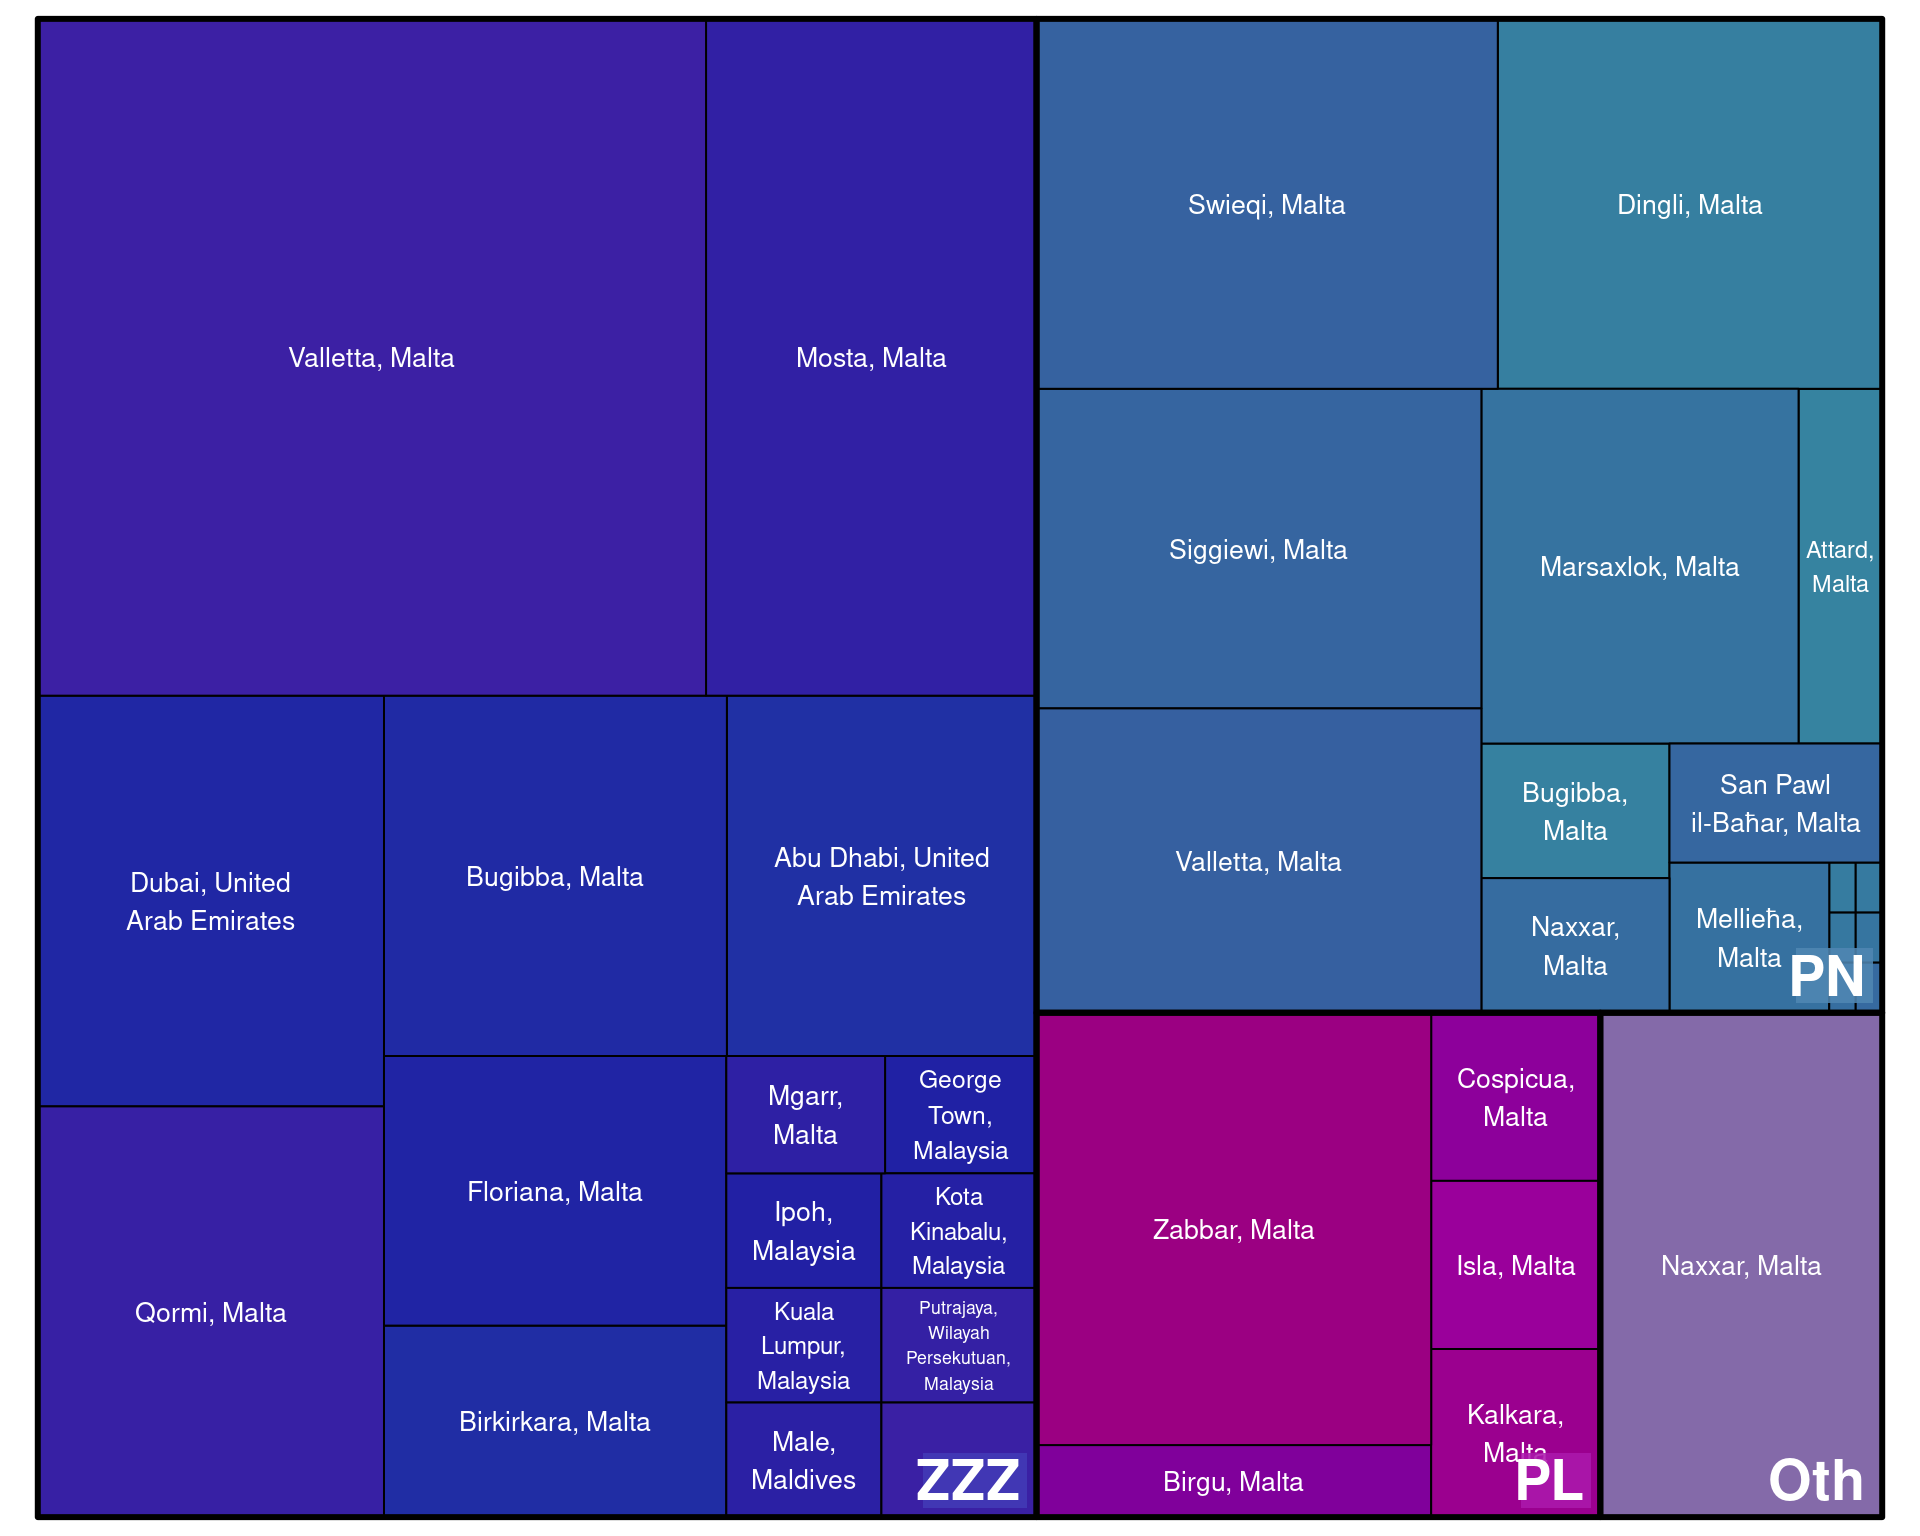 Valletta, Malta
Mosta, Malta
Dubai, United
Arab Emirates
Bugibba, Malta
Abu Dhabi, United
Arab Emirates
Qormi, Malta
Floriana, Malta
Birkirkara, Malta
Mgarr,
Malta
George
Town,
Malaysia
Ipoh,
Malaysia
Kota
Kinabalu,
Malaysia
Kuala
Lumpur,
Malaysia
Putrajaya,
Wilayah
Persekutuan,
Malaysia
Male,
Maldives
ZZZ
Swieqi, Malta
Dingli, Malta
Siggiewi, Malta
Marsaxlok, Malta
Attard,
Malta
Valletta, Malta
Bugibba,
Malta
San Pawl
il-Baħar, Malta
Naxxar,
Malta
Mellieħa,
Malta
PN
Zabbar, Malta
Cospicua,
Malta
Isla, Malta
Kalkara,
Malta
Birgu, Malta
PL
Naxxar, Malta
Oth